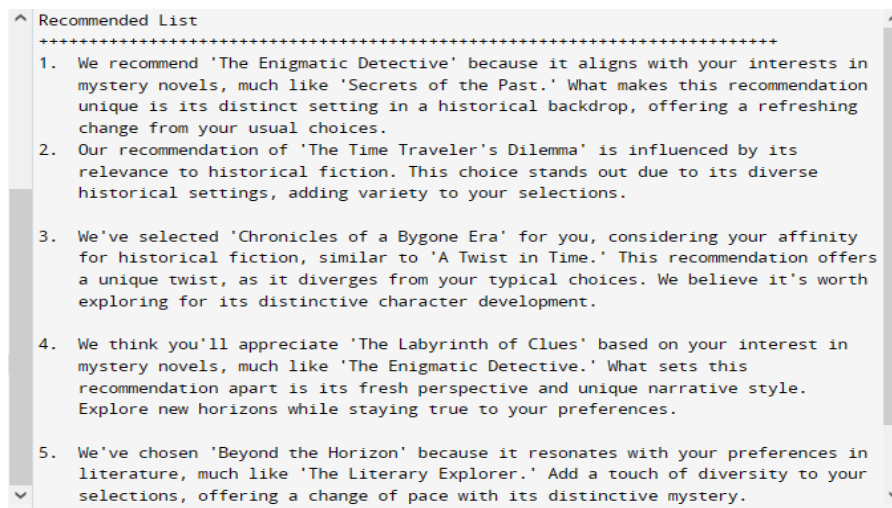 Recommended List
++++++++++++++++++++++++++++++++++++++++++++++++++++++++++++++++++++++++++
1. We recommend 'The Enigmatic Detective' because it aligns with your interests in
mystery novels, much like 'Secrets of the Past.' What makes this recommendation
unique is its distinct setting in a historical backdrop, offering a refreshing
change from your usual choices.
2. Our recommendation of 'The Time Traveler's Dilemma' is influenced by its
relevance to historical fiction. This choice stands out due to its diverse
historical settings, adding variety to your selections.
3. We've selected 'Chronicles of a Bygone Era' for you, considering your affinity
for historical fiction, similar to 'A Twist in Time.' This recommendation offers
a unique twist, as it diverges from your typical choices. We believe it's worth
exploring for its distinctive character development.
4. We think you'll appreciate 'The Labyrinth of Clues' based on your interest in
mystery novels, much like 'The Enigmatic Detective.' What sets this
recommendation apart is its fresh perspective and unique narrative style.
Explore new horizons while staying true to your preferences.
5. We've chosen 'Beyond the Horizon' because it resonates with your preferences in
literature, much like 'The Literary Explorer.' Add a touch of diversity to your
selections, offering a change of pace with its distinctive mystery.